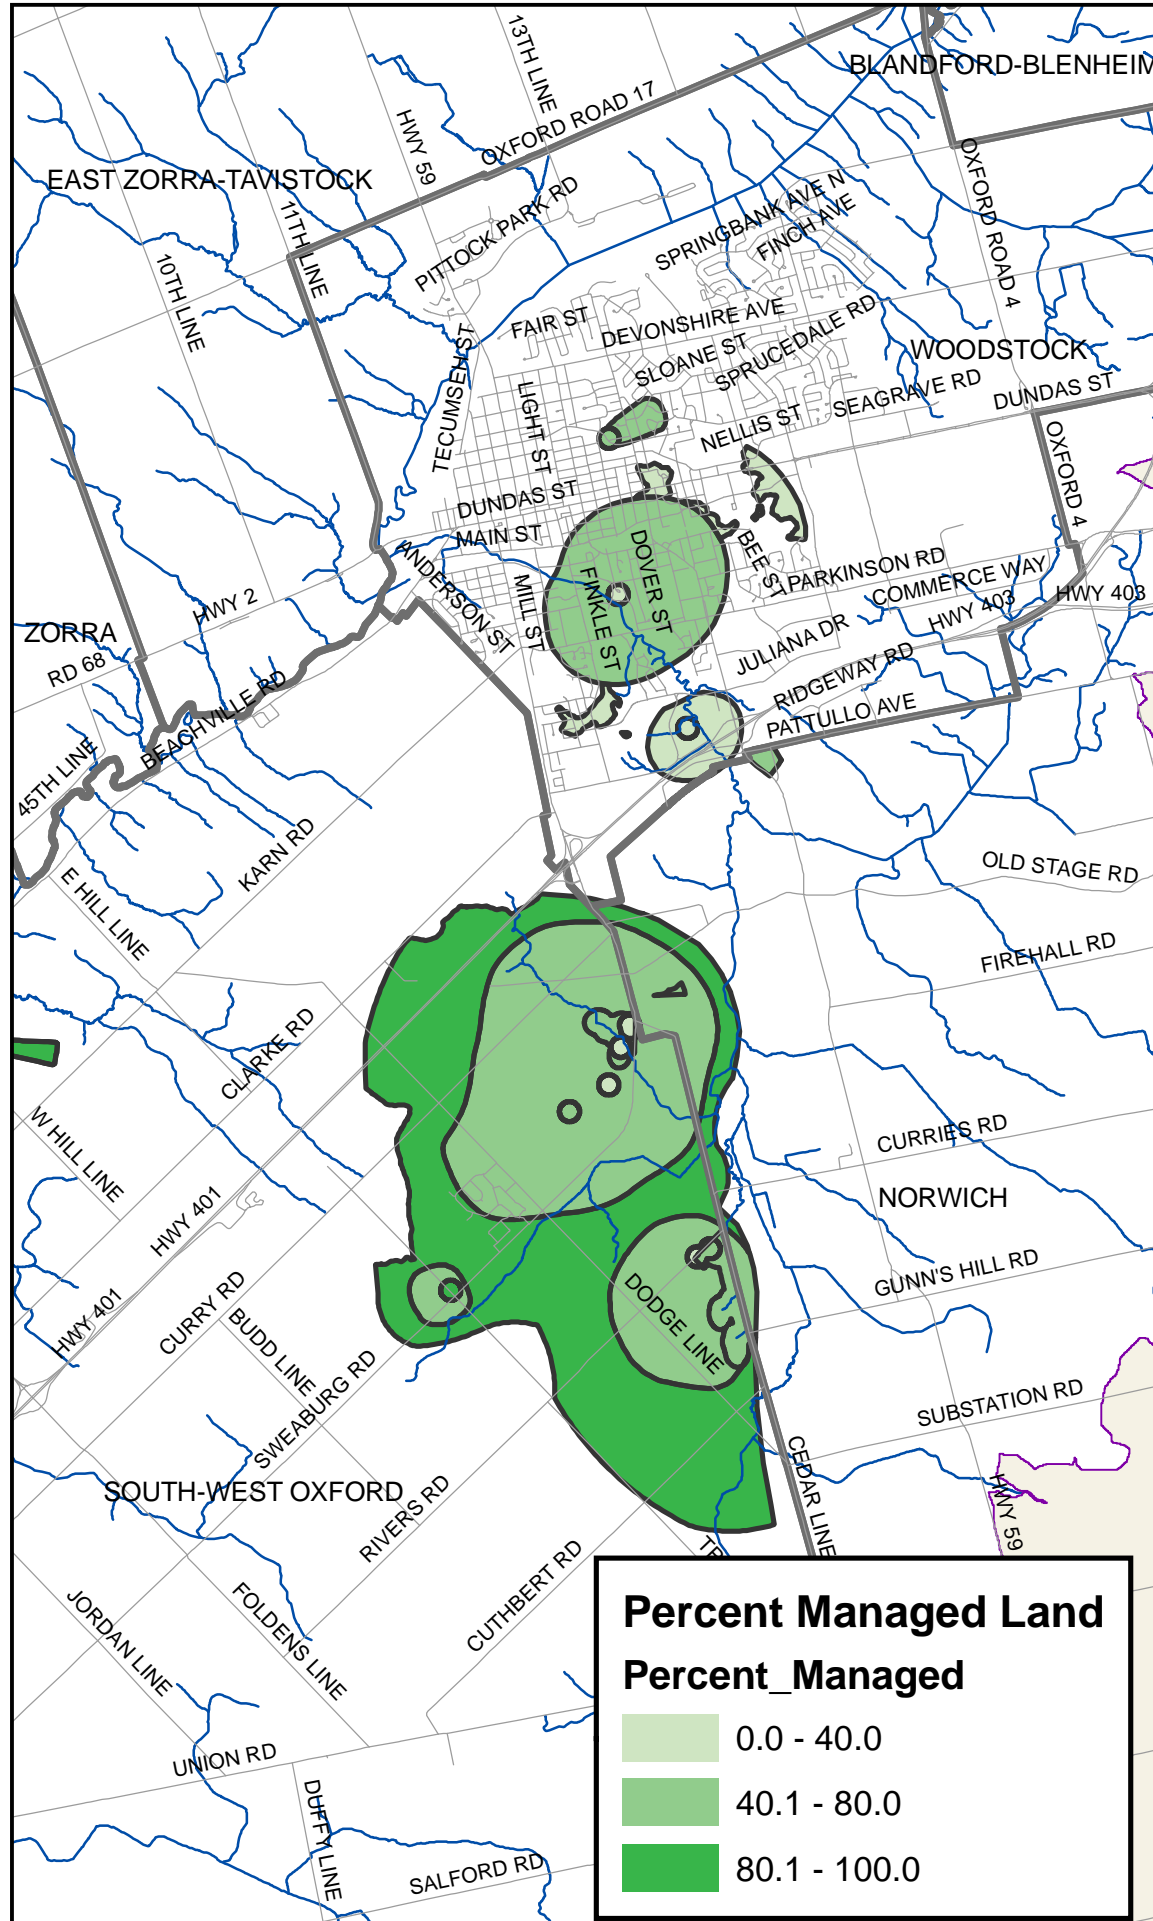 13TH LINE
BLANDFORD-BLENHEIM
HWY 59
OXFORD ROAD 17
EAST ZORRA-TAVISTOCK
OXFORD ROAD 4
11TH LINE
PITTOCK PARK RD
SPRINGBANK AVE N
FINCH AVE
10TH LINE
FAIR ST
DEVONSHIRE AVE
TECUMSEH ST
SLOANE ST
SPRUCEDALE RD
WOODSTOCK
LIGHT ST
SEAGRAVE RD
DUNDAS ST
NELLIS ST
OXFORD 4
DUNDAS ST
MAIN ST
ANDERSON ST
DOVER ST
BEE ST
PARKINSON RD
COMMERCE WAY
HWY 403
HWY 403
HWY 2
MILL ST
FINKLE ST
ZORRA
RD 68
JULIANA DR
RIDGEWAY RD
PATTULLO AVE
BEACHVILLE RD
45TH LINE
KARN RD
E HILL LINE
OLD STAGE RD
FIREHALL RD
CLARKE RD
W HILL LINE
CURRIES RD
HWY 401
NORWICH
GUNN'S HILL RD
HWY 401
CURRY RD
BUDD LINE
DODGE LINE
SWEABURG RD
SUBSTATION RD
CEDAR LINE
HWY 59
SOUTH-WEST OXFORD
RIVERS RD
CUTHBERT RD
JORDAN LINE
FOLDENS LINE
UNION RD
DUFFY LINE
SALFORD RD
Percent Managed Land
Percent_Managed
0.0 - 40.0
40.1 - 80.0
80.1 - 100.0